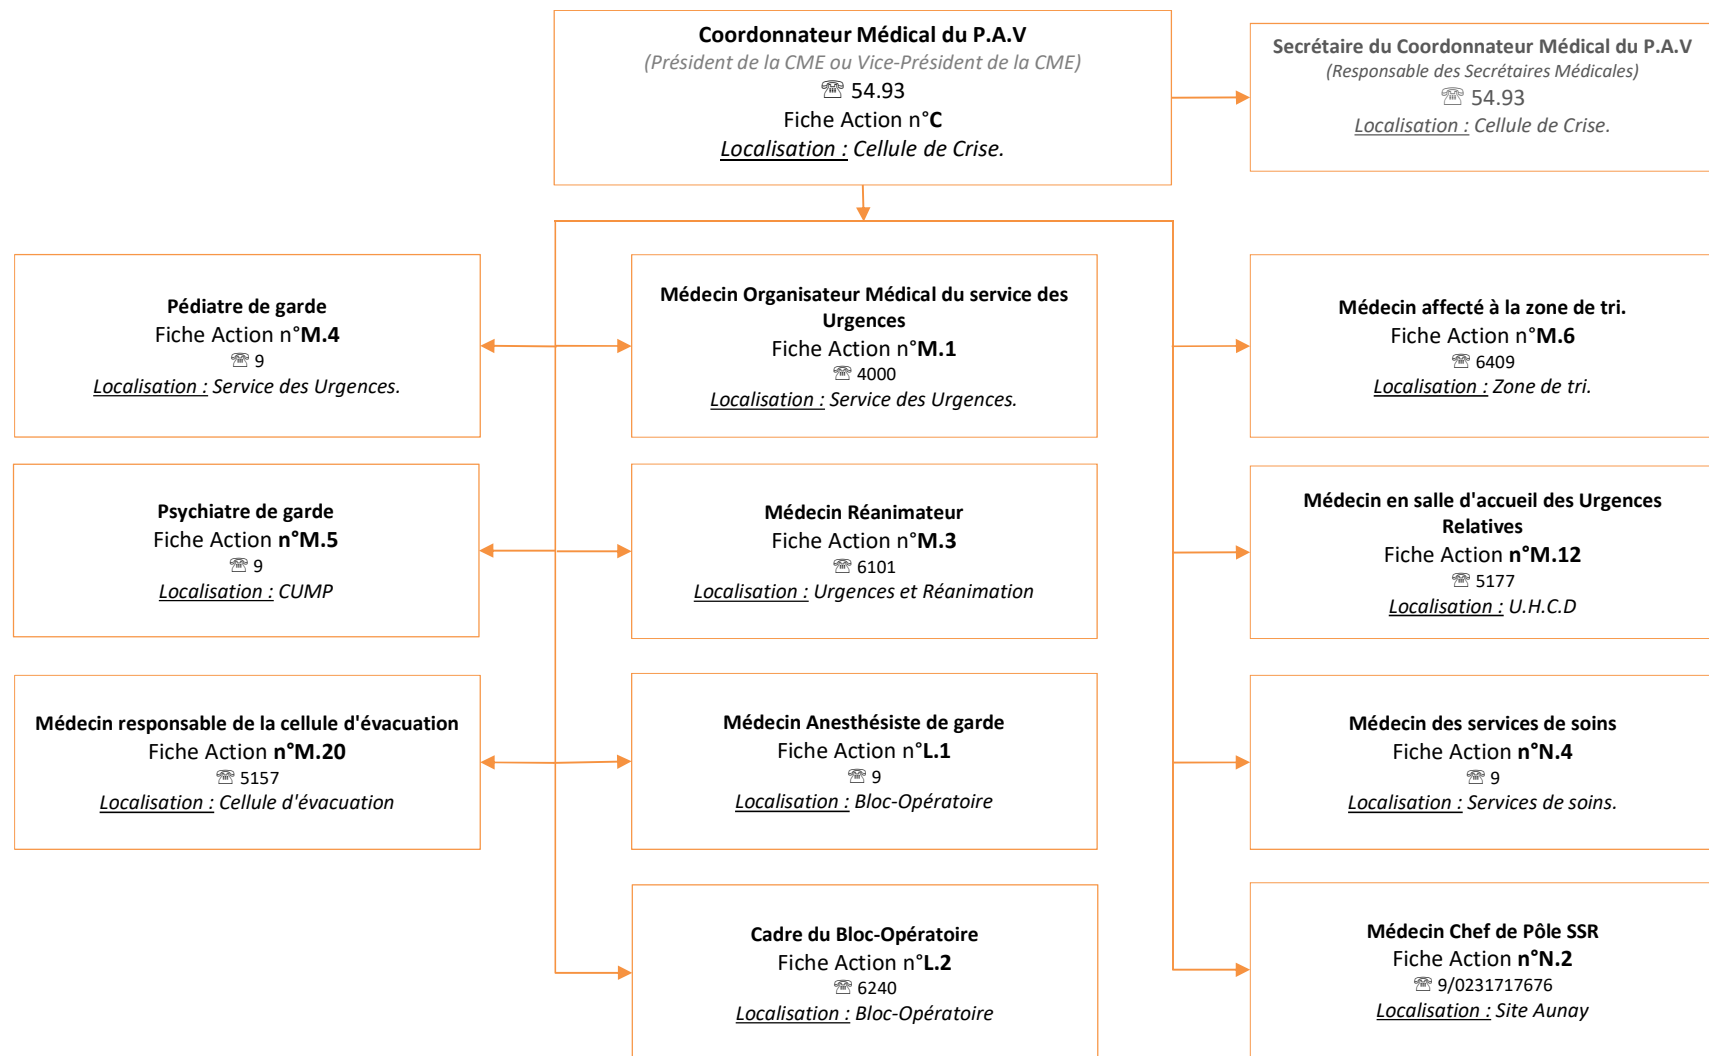 Coordonnateur Médical du P.A.V
(Président de la CME ou Vice-Président de la CME)
☏ 54.93
Fiche Action n°C
Localisation : Cellule de Crise.
Secrétaire du Coordonnateur Médical du P.A.V
(Responsable des Secrétaires Médicales)
☏ 54.93
Localisation : Cellule de Crise.
Pédiatre de garde
Fiche Action n°M.4
☏ 9
Localisation : Service des Urgences.
Médecin Organisateur Médical du service des
Urgences
Fiche Action n°M.1
☏ 4000
Localisation : Service des Urgences.
Médecin affecté à la zone de tri.
Fiche Action n°M.6
☏ 6409
Localisation : Zone de tri.
Psychiatre de garde
Fiche Action n°M.5
☏ 9
Localisation : CUMP
Médecin Réanimateur
Fiche Action n°M.3
☏ 6101
Localisation : Urgences et Réanimation
Médecin en salle d'accueil des Urgences
Relatives
Fiche Action n°M.12
☏ 5177
Localisation : U.H.C.D
Médecin responsable de la cellule d'évacuation
Fiche Action n°M.20
☏ 5157
Localisation : Cellule d'évacuation
Médecin Anesthésiste de garde
Fiche Action n°L.1
☏ 9
Localisation : Bloc-Opératoire
Médecin des services de soins
Fiche Action n°N.4
☏ 9
Localisation : Services de soins.
Cadre du Bloc-Opératoire
Fiche Action n°L.2
☏ 6240
Localisation : Bloc-Opératoire
Médecin Chef de Pôle SSR
Fiche Action n°N.2
☏ 9/0231717676
Localisation : Site Aunay